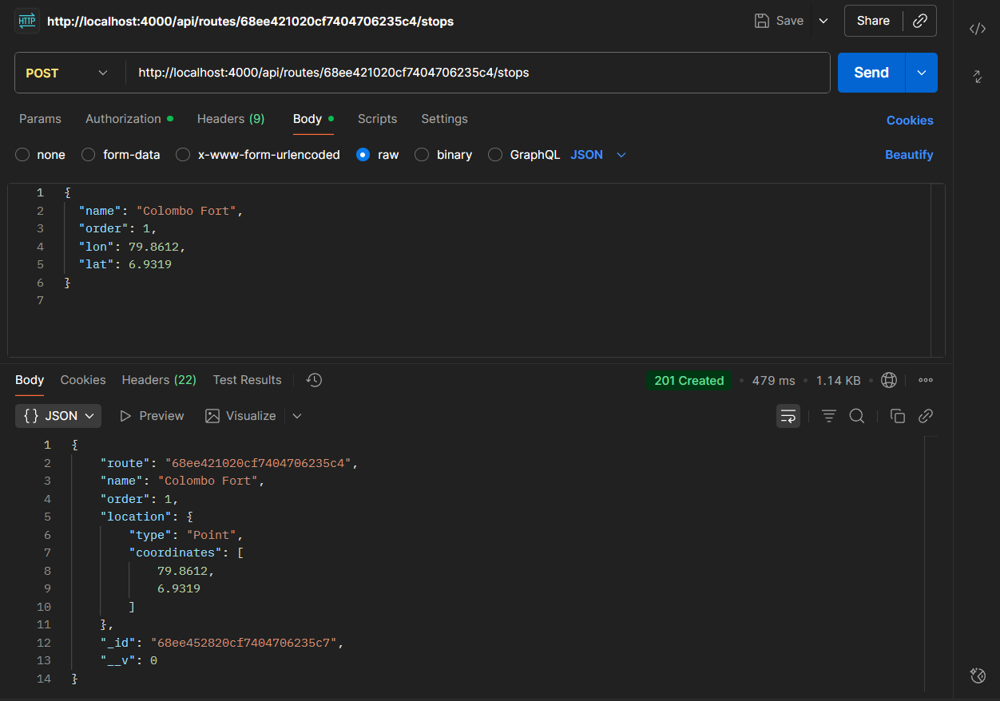 HTTP http://localhost:4000/api/routes/68ee421020cf7404706235c4/stops Save Share
POST http://localhost:4000/api/routes/68ee421020cf7404706235c4/stops Send
Params Authorization Headers (9) Body Scripts Settings Cookies
none form-data x-www-form-urlencoded raw binary GraphQL JSON Beautify
1 {
2 "name": "Colombo Fort",
3 "order": 1,
4 "lon": 79.8612,
5 "lat": 6.9319
6 }
7
Body Cookies Headers (22) Test Results 201 Created 479 ms 1.14 KB
{} JSON Preview Visualize
1 {
2 "route": "68ee421020cf7404706235c4",
3 "name": "Colombo Fort",
4 "order": 1,
5 "location": {
6 "type": "Point",
7 "coordinates": [
8 79.8612,
9 6.9319
10 ]
11 },
12 "_id": "68ee452820cf7404706235c7",
13 "__v": 0
14 }